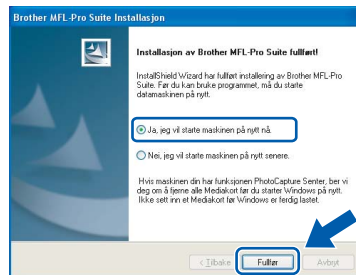 Brother MFL-Pro Suite Installasjon
Installasjon av Brother MFL-Pro Suite fullført!
InstallShield Wizard har fullført installering av Brother MFL-Pro
Suite. Før du kan bruke programmet, må du starte
datamaskinen på nytt.
Ja, jeg vil starte maskinen på nytt nå.
Nei, jeg vil starte maskinen på nytt senere.
Hvis maskinen din har funksjonen PhotoCapture Senter, ber vi
deg om å fjerne alle Mediakort før du starter Windows på nytt.
Ikke sett inn et Mediakort før Windows er ferdig lastet.
< Tilbake Fullfør Avbryt